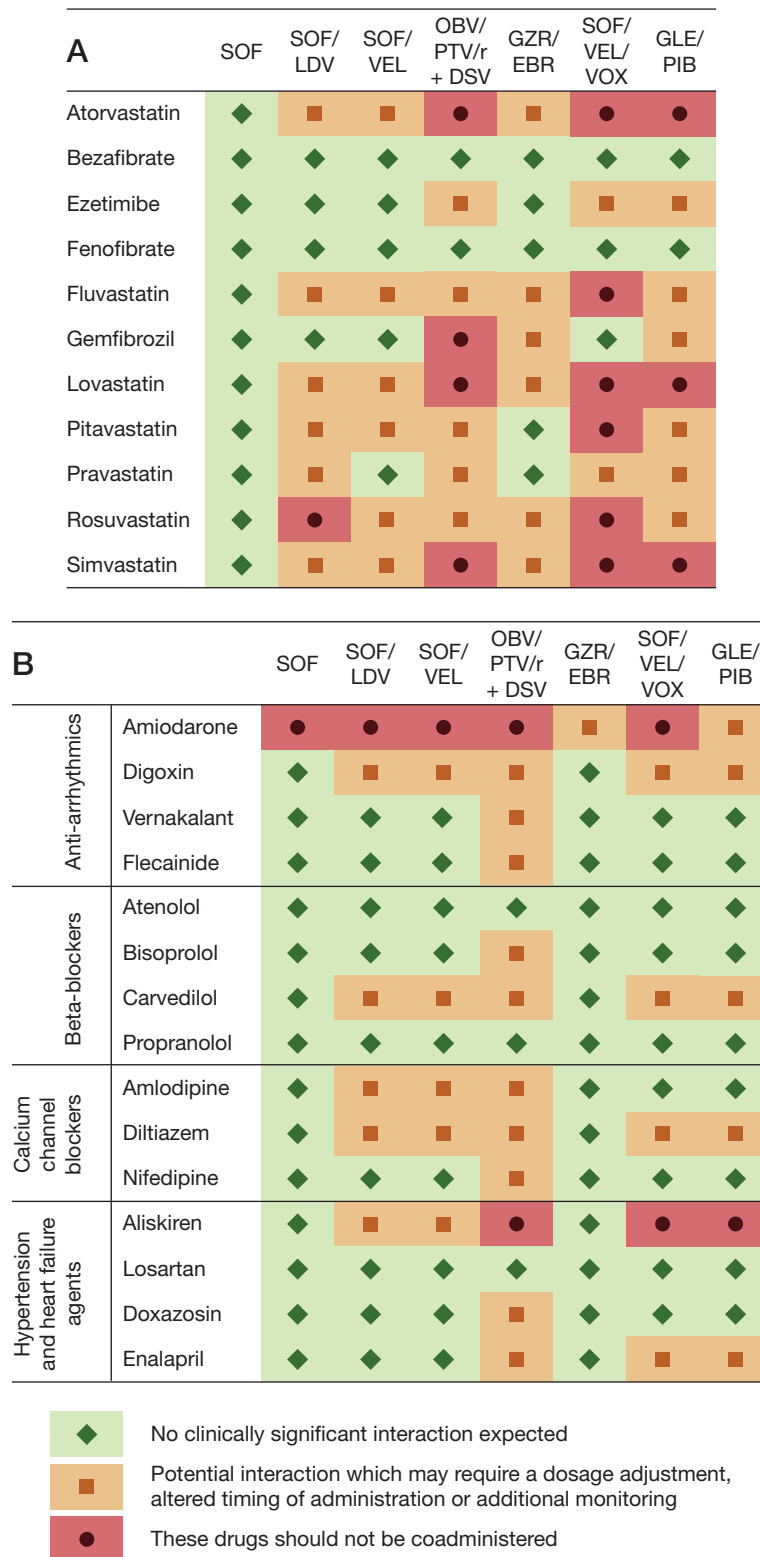 A
SOF
SOF/
LDV
SOF/
VEL
OBV/
PTV/r
+ DSV
GZR/
EBR
SOF/
VEL/
VOX
GLE/
PIB
Atorvastatin
Bezafibrate
Ezetimibe
Fenofibrate
Fluvastatin
Gemfibrozil
Lovastatin
Pitavastatin
Pravastatin
Rosuvastatin
Simvastatin
B
SOF
SOF/
LDV
SOF/
VEL
OBV/
PTV/r
+ DSV
GZR/
EBR
SOF/
VEL/
VOX
GLE/
PIB
Anti-arrhythmics
Amiodarone
Digoxin
Vernakalant
Flecainide
Beta-blockers
Atenolol
Bisoprolol
Carvedilol
Propranolol
Calcium
channel
blockers
Amlodipine
Diltiazem
Nifedipine
Hypertension
and heart failure
agents
Aliskiren
Losartan
Doxazosin
Enalapril
No clinically significant interaction expected
Potential interaction which may require a dosage adjustment,
altered timing of administration or additional monitoring
These drugs should not be coadministered